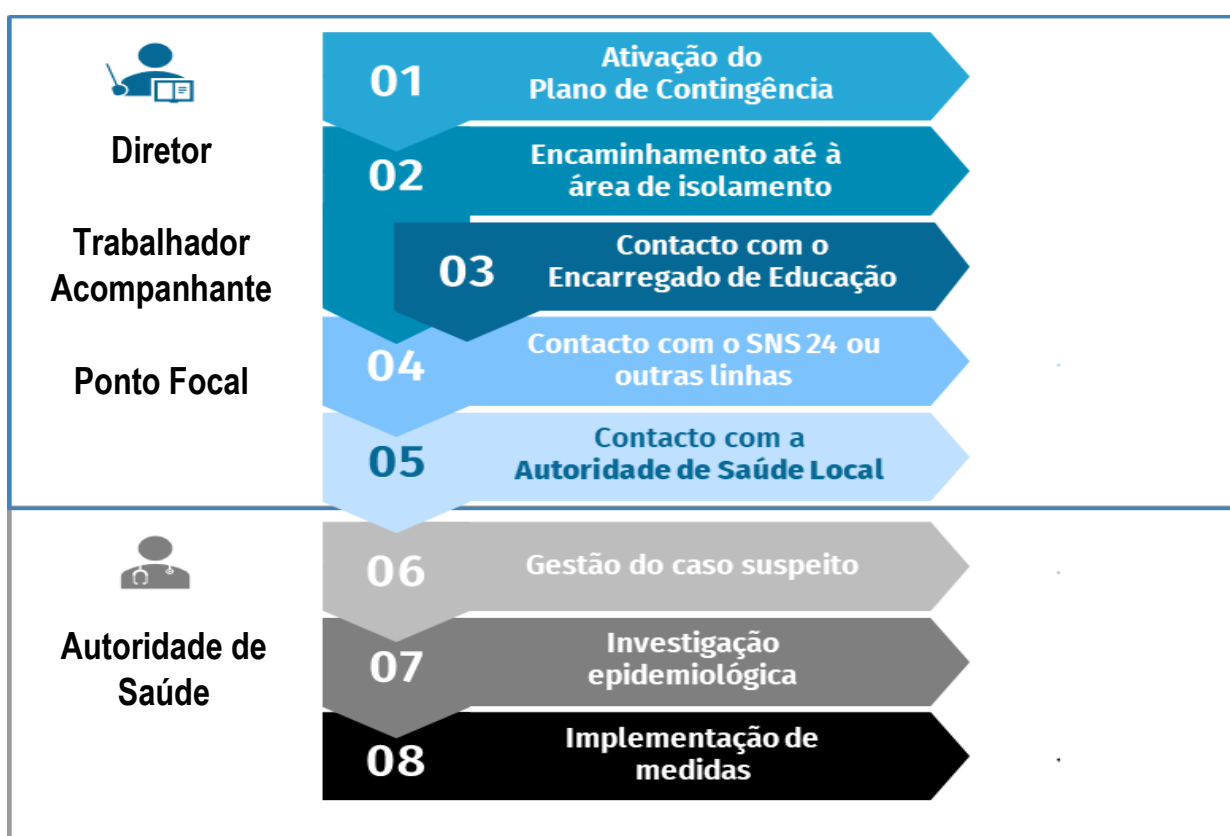 Diretor
Trabalhador
Acompanhante
Ponto Focal
01
Ativação do
Plano de Contingência
02
Encaminhamento até à
área de isolamento
03
Contacto com o
Encarregado de Educação
04
Contacto com o SNS 24 ou
outras linhas
05
Contacto com a
Autoridade de Saúde Local
Autoridade de
Saúde
06
Gestão do caso suspeito
07
Investigação
epidemiológica
08
Implementação de
medidas